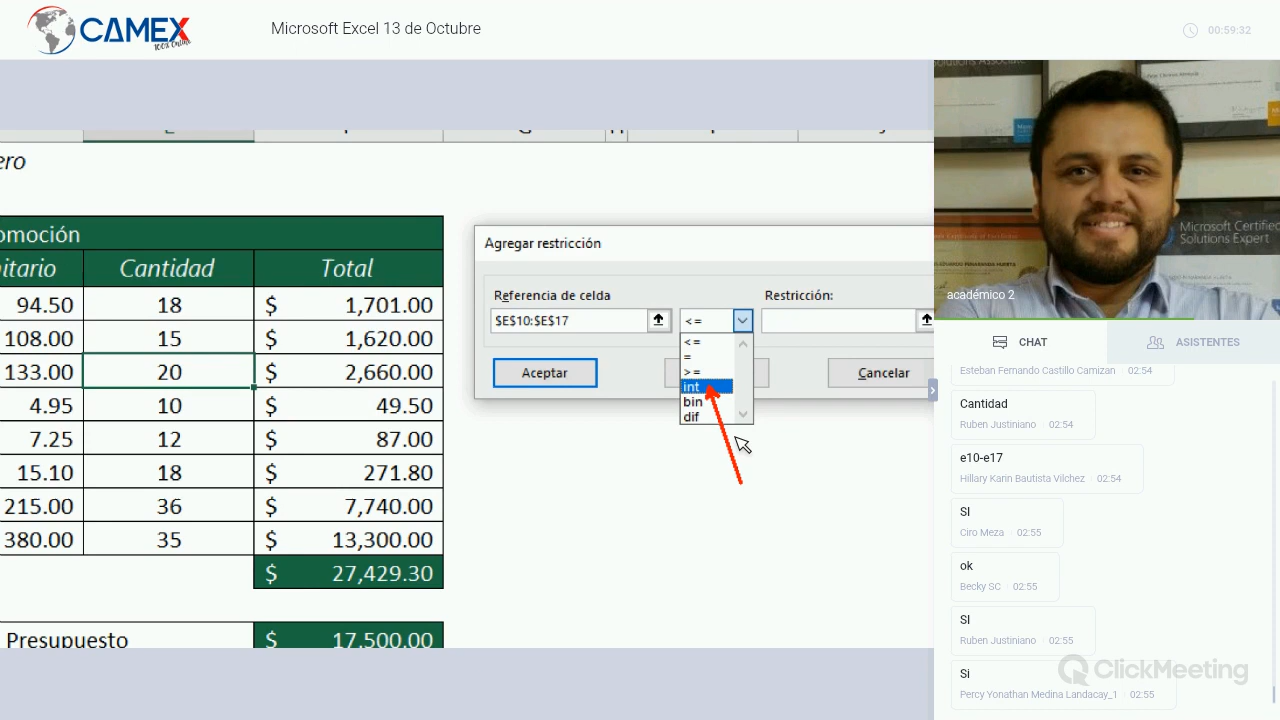 CAMEX
100% Online
Microsoft Excel 13 de Octubre
00:59:32
ero
omoción
itario Cantidad Total
94.50 18 $ 1,701.00
108.00 15 $ 1,620.00
133.00 20 $ 2,660.00
4.95 10 $ 49.50
7.25 12 $ 87.00
15.10 18 $ 271.80
215.00 36 $ 7,740.00
380.00 35 $ 13,300.00
$ 27,429.30
Presupuesto $ 17,500.00
Agregar restricción
Referencia de celda Restricción:
$E$10:$E$17 <=
<=
=
>=
int
bin
dif
Aceptar Cancelar
Microsoft Certified
Solutions Expert
académico 2
CHAT ASISTENTES
Esteban Fernando Castillo Camizan 02:54
Cantidad
Ruben Justiniano 02:54
e10-e17
Hillary Karin Bautista Vilchez 02:54
SI
Ciro Meza 02:55
ok
Becky SC 02:55
SI
Ruben Justiniano 02:55
Si
Percy Yonathan Medina Landacay_1 02:55
ClickMeeting